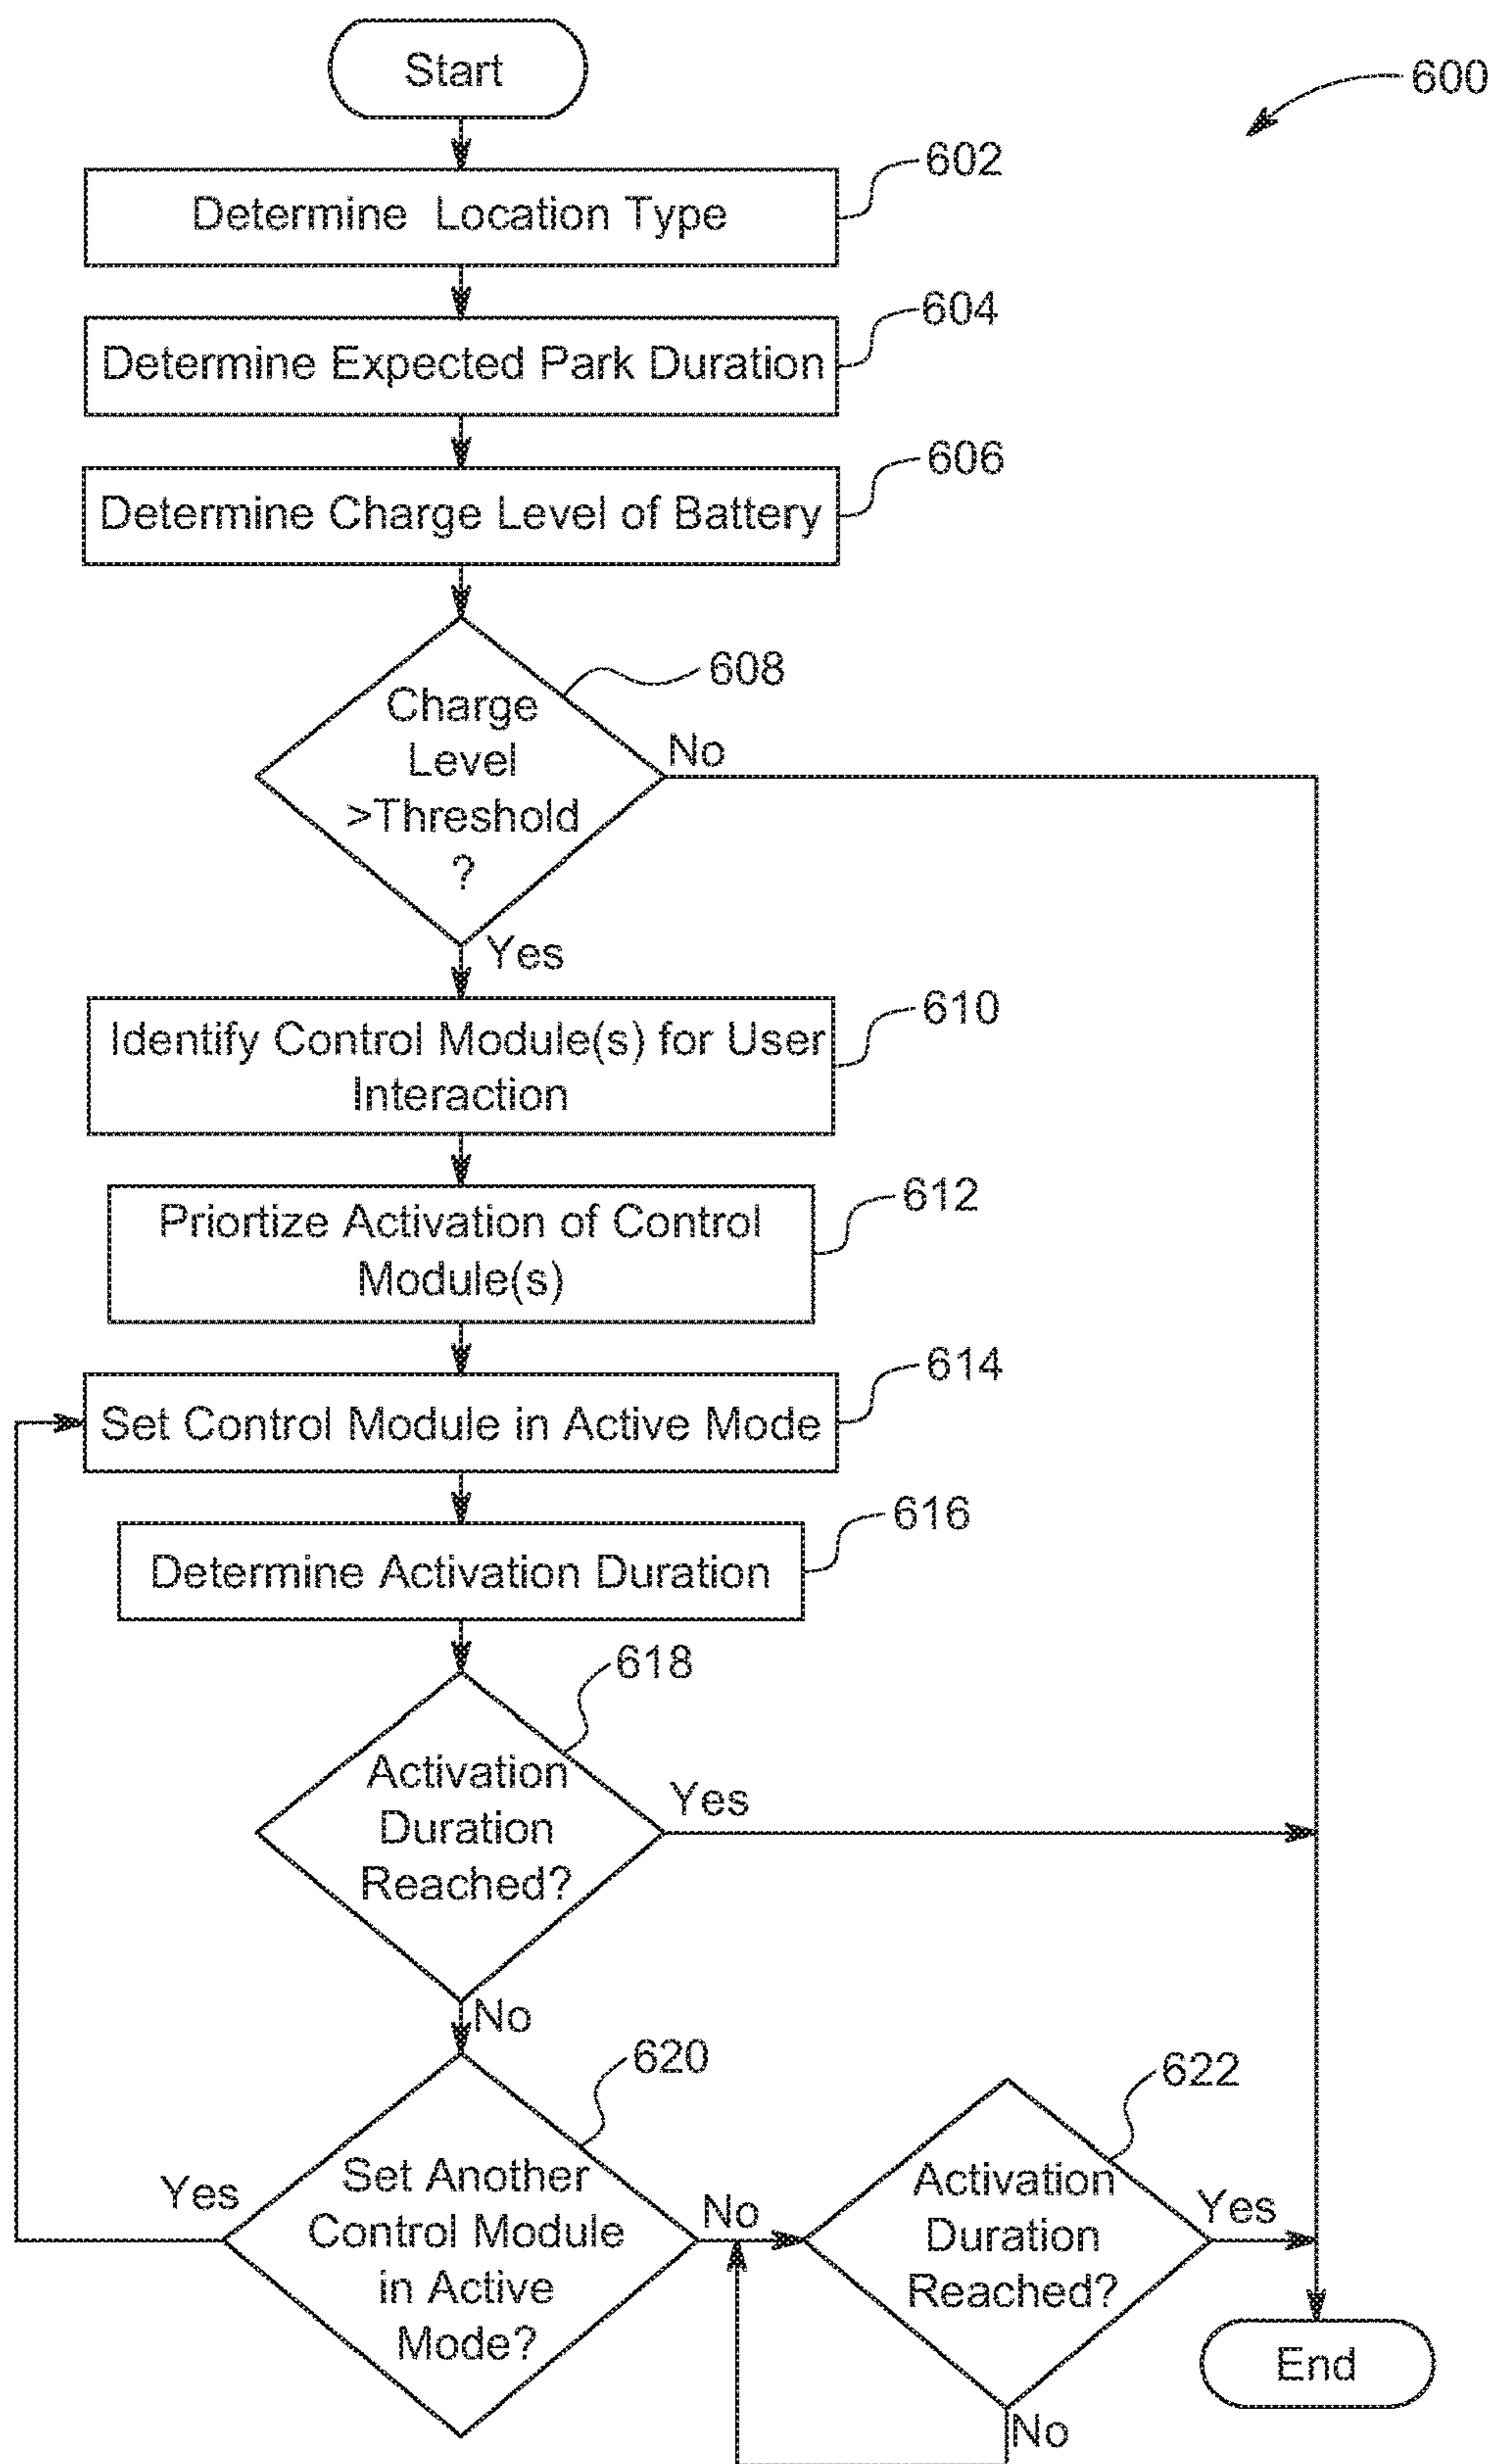 Start
600
602
Determine Location Type
604
Determine Expected Park Duration
606
Determine Charge Level of Battery
608
Charge
Level
>Threshold
?
No
Yes
610
Identify Control Module(s) for User
Interaction
612
Priortize Activation of Control
Module(s)
614
Set Control Module in Active Mode
616
Determine Activation Duration
618
Activation
Duration
Reached?
Yes
No
620
Set Another
Control Module
in Active
Mode?
Yes
No
622
Activation
Duration
Reached?
Yes
No
End